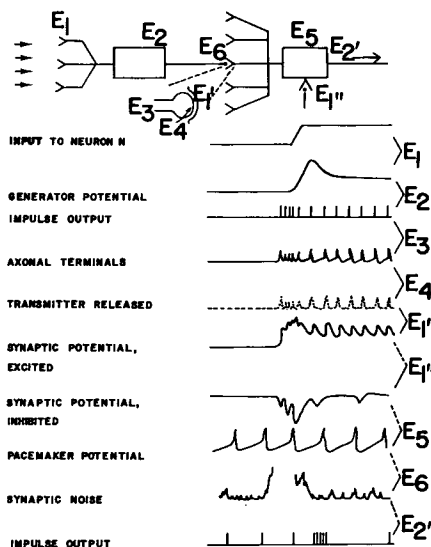 E1
E2
E6
E5
E2'
E3
E1'
E4
E1"
INPUT TO NEURON N
E1
GENERATOR POTENTIAL
E2
IMPULSE OUTPUT
E3
AXONAL TERMINALS
E4
TRANSMITTER RELEASED
E1'
SYNAPTIC POTENTIAL,
EXCITED
E1"
SYNAPTIC POTENTIAL,
INHIBITED
E5
PACEMAKER POTENTIAL
E6
SYNAPTIC NOISE
E2'
IMPULSE OUTPUT